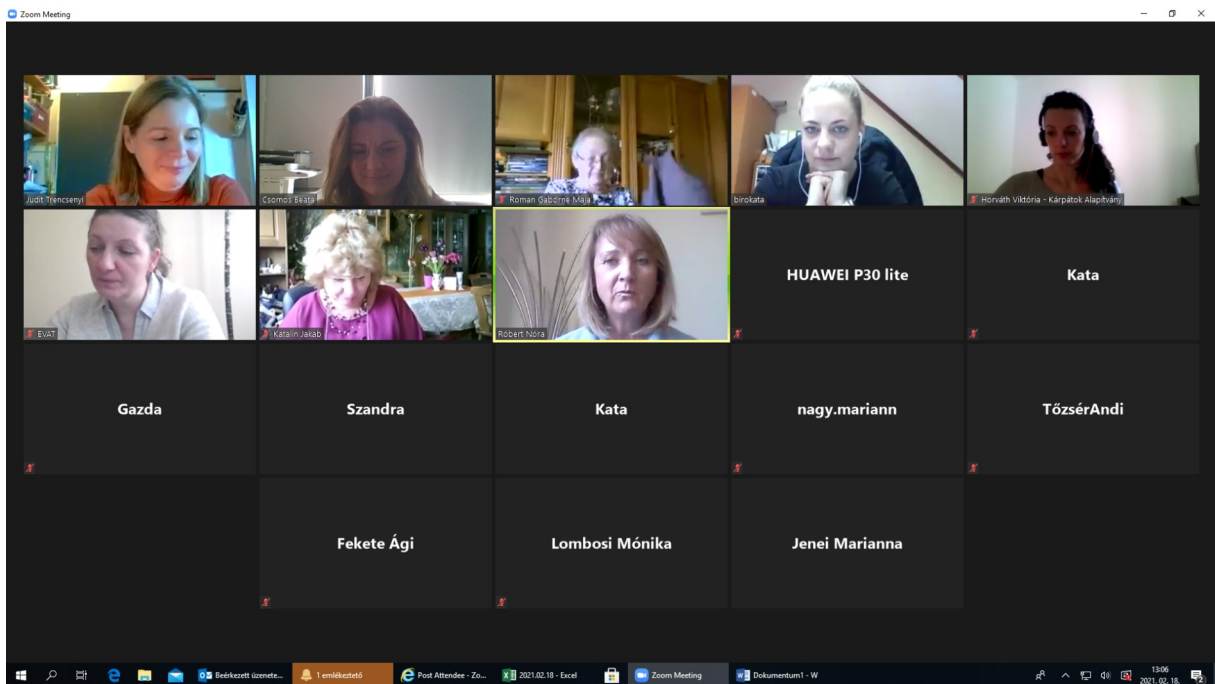 Zoom Meeting
Judit Trencsenyi
Csomos Beáta
Roman Gáborné Mája
birokata
Horváth Viktória - Kárpátok Alapítvány
EVAT
Katalin Jakab
Róbert Nóra
HUAWEI P30 lite
Kata
Gazda
Szandra
Kata
nagy.mariann
TőzsérAndi
Fekete Ági
Lombosi Mónika
Jenei Marianna
Beérkezett üzenete...
1 emlékeztető
Post Attendee - Zo...
2021.02.18 - Excel
Zoom Meeting
Dokumentum1 - W
13:06
2021. 02. 18.
2